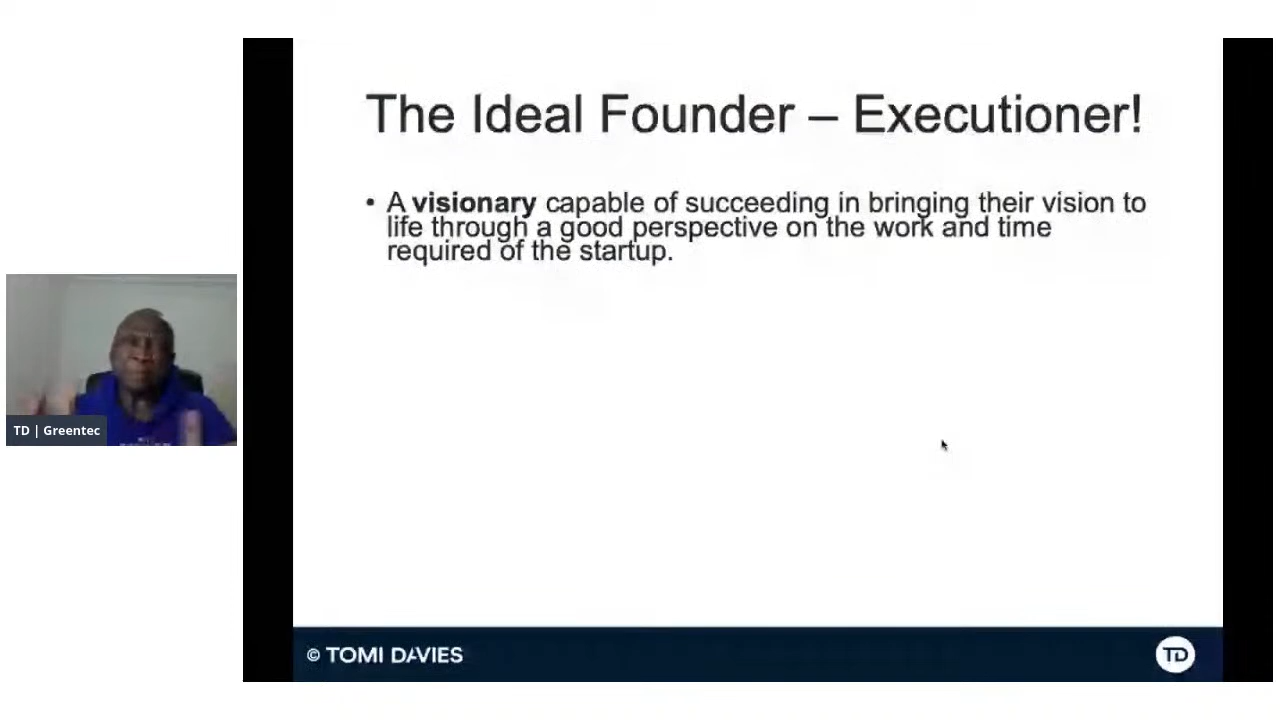 The Ideal Founder – Executioner!
• A visionary capable of succeeding in bringing their vision to
life through a good perspective on the work and time
required of the startup.
TD | Greentec
© TOMI DAVIES
TD